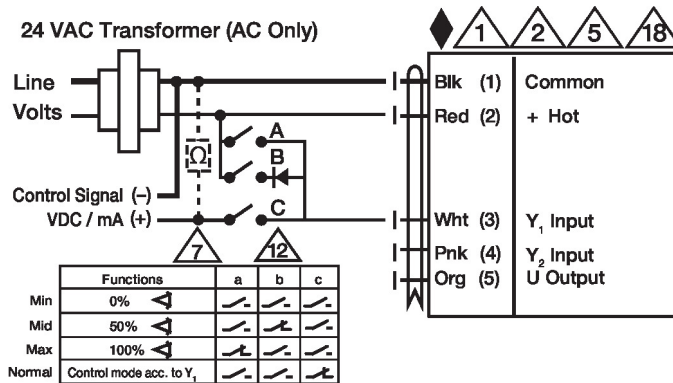 24 VAC Transformer (AC Only)
1 2 5 18
Line
Volts
Blk (1) Common
Red (2) + Hot
A
Ω
B
Control Signal (–)
VDC / mA (+)
C
Wht (3) Y₁ Input
Pnk (4) Y₂ Input
Org (5) U Output
7 12
Functions a b c
Min 0%
Mid 50%
Max 100%
Normal Control mode acc. to Y₁